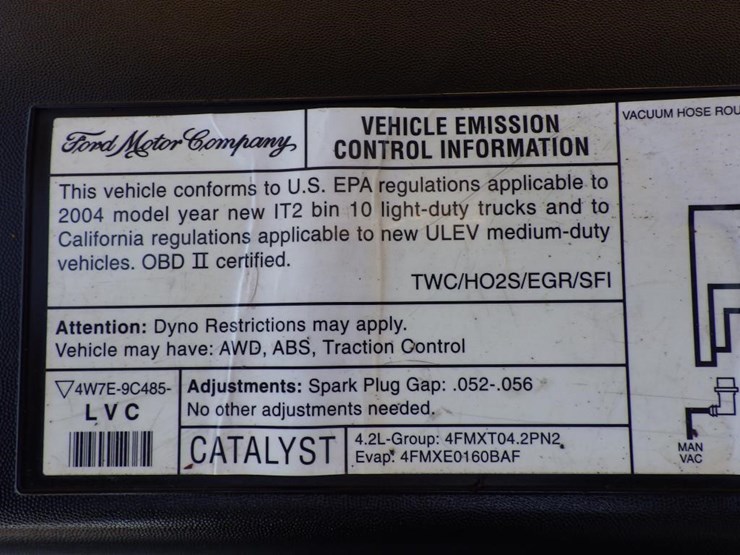 Ford Motor Company
VEHICLE EMISSION
CONTROL INFORMATION
VACUUM HOSE ROU
This vehicle conforms to U.S. EPA regulations applicable to
2004 model year new IT2 bin 10 light-duty trucks and to
California regulations applicable to new ULEV medium-duty
vehicles. OBD II certified.
TWC/HO2S/EGR/SFI
Attention: Dyno Restrictions may apply.
Vehicle may have: AWD, ABS, Traction Control
▽4W7E-9C485-
LVC
Adjustments: Spark Plug Gap: .052-.056
No other adjustments needed.
CATALYST
4.2L-Group: 4FMXT04.2PN2
Evap: 4FMXE0160BAF
MAN
VAC